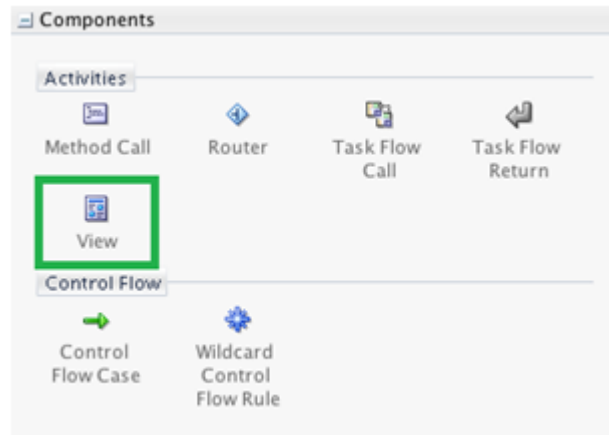 Components
Activities
Method Call Router Task Flow Task Flow
Call Return
View
Control Flow
Control Wildcard
Flow Case Control
Flow Rule